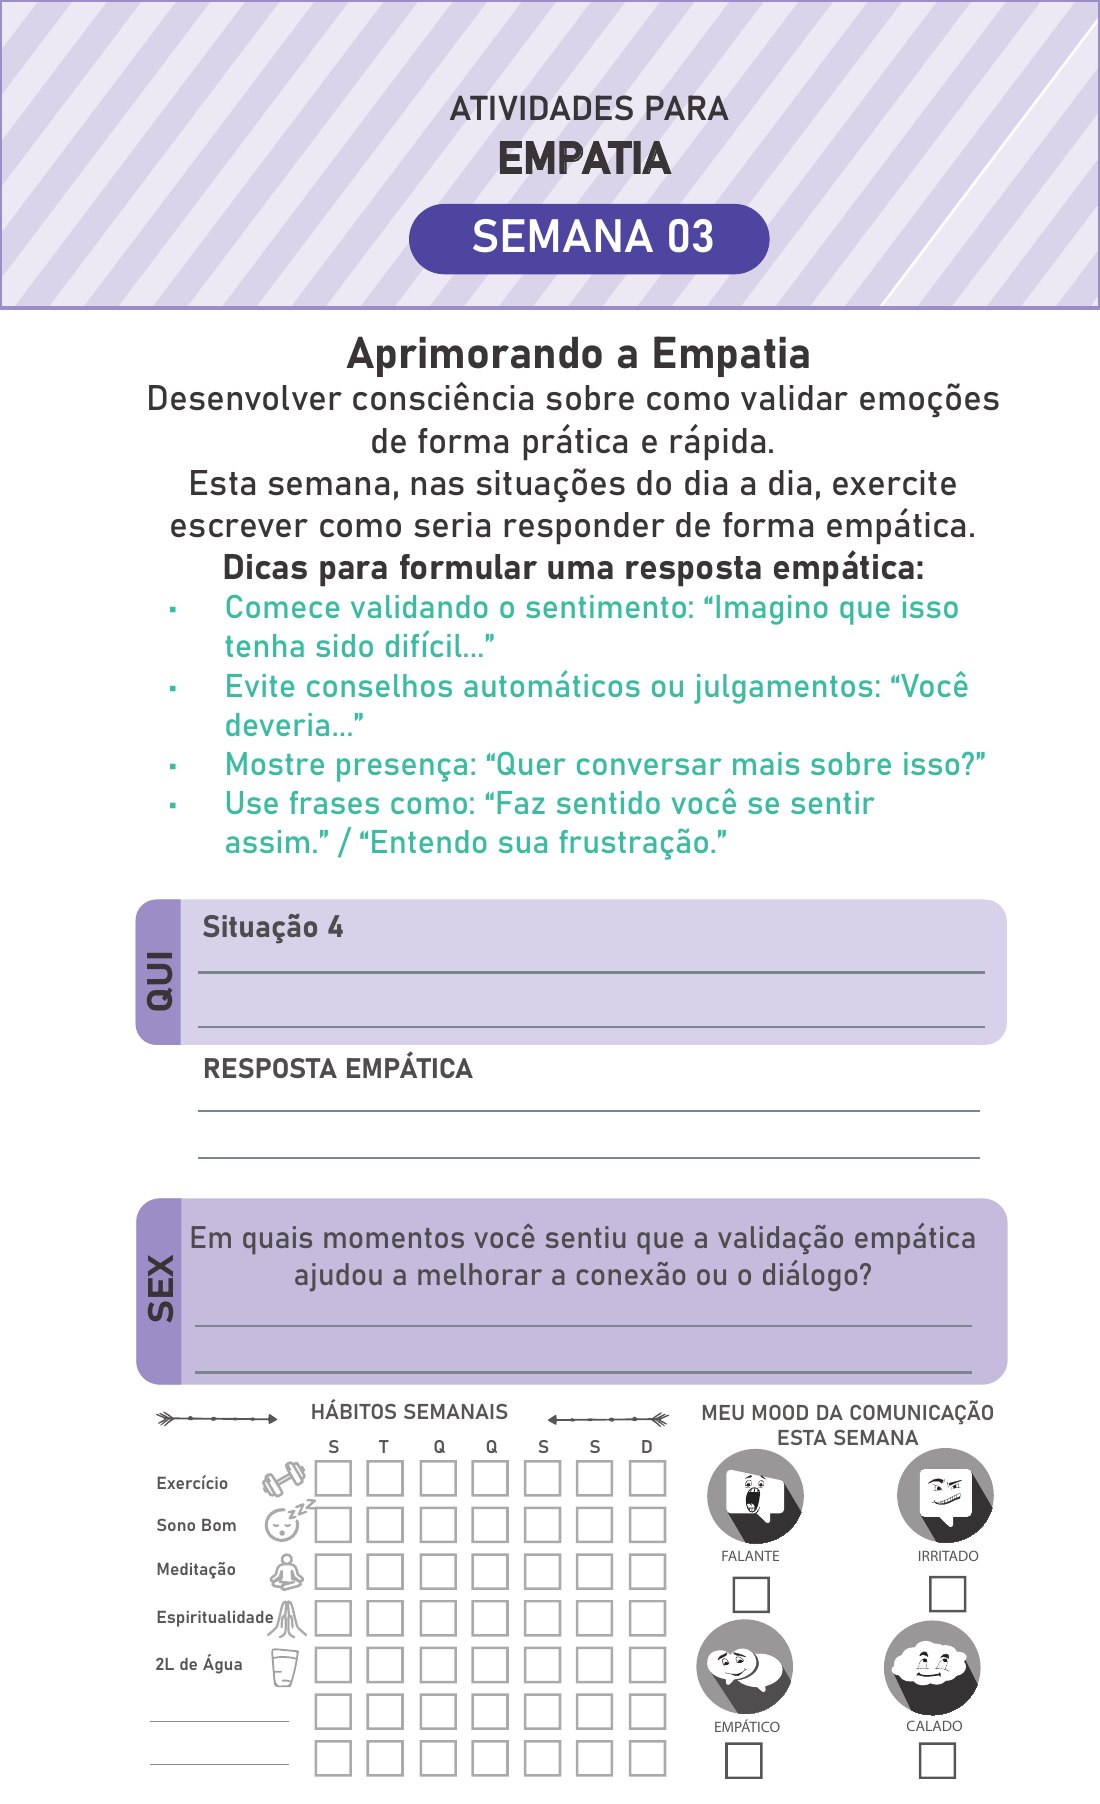 ATIVIDADES PARA
EMPATIA
SEMANA 03
Aprimorando a Empatia
Desenvolver consciência sobre como validar emoções
de forma prática e rápida.
Esta semana, nas situações do dia a dia, exercite
escrever como seria responder de forma empática.
Dicas para formular uma resposta empática:
▪ Comece validando o sentimento: “Imagino que isso
tenha sido difícil...”
▪ Evite conselhos automáticos ou julgamentos: “Você
deveria...”
▪ Mostre presença: “Quer conversar mais sobre isso?”
▪ Use frases como: “Faz sentido você se sentir
assim.” / “Entendo sua frustração.”
QUI
Situação 4
RESPOSTA EMPÁTICA
SEX
Em quais momentos você sentiu que a validação empática
ajudou a melhorar a conexão ou o diálogo?
HÁBITOS SEMANAIS
S T Q Q S S D
Exercício
Sono Bom
zzz
Meditação
Espiritualidade
2L de Água
MEU MOOD DA COMUNICAÇÃO
ESTA SEMANA
FALANTE
IRRITADO
EMPÁTICO
CALADO